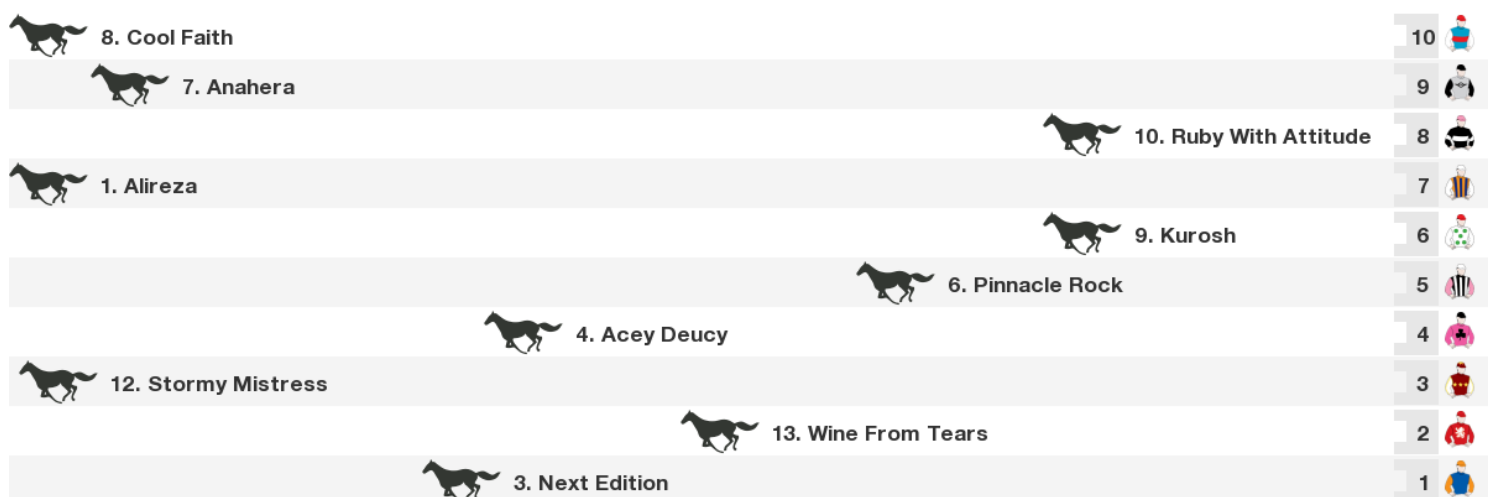 8. Cool Faith 10
7. Anahera 9
10. Ruby With Attitude 8
1. Alireza 7
9. Kurosh 6
6. Pinnacle Rock 5
4. Acey Deucy 4
12. Stormy Mistress 3
13. Wine From Tears 2
3. Next Edition 1